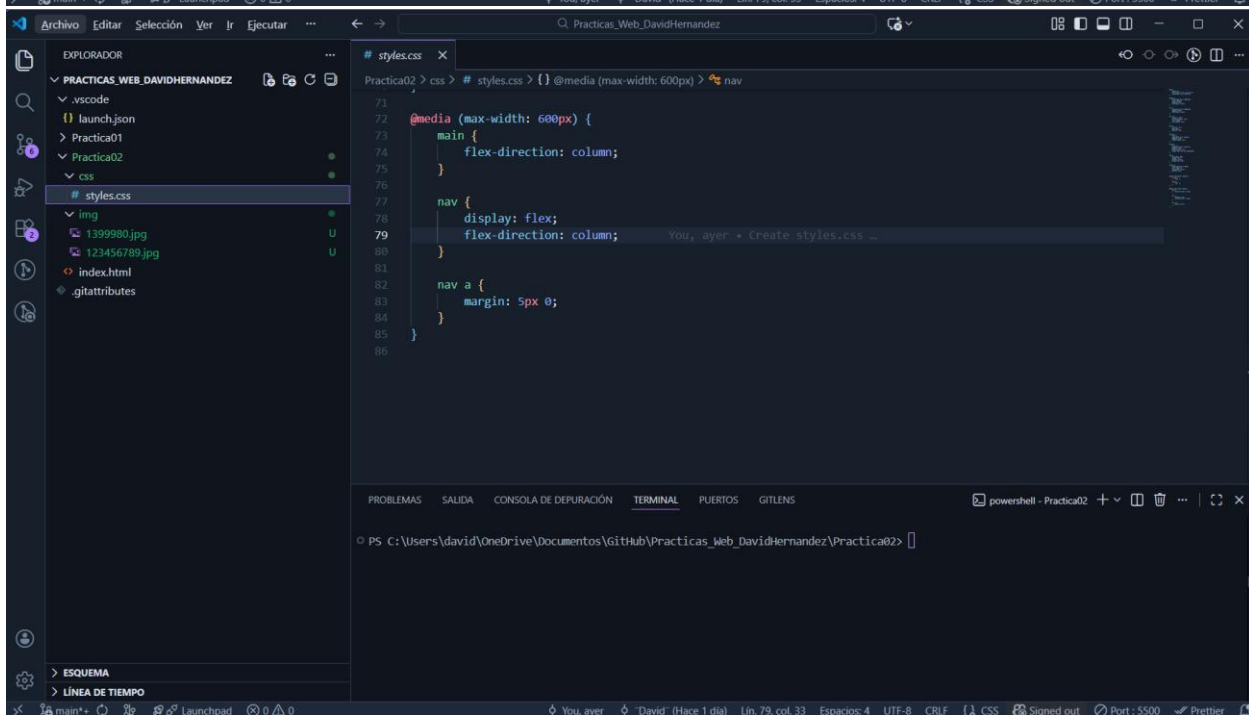 Archivo Editar Selección Ver Ir Ejecutar ··· Practicas_Web_DavidHernandez
EXPLORADOR ···
PRACTICAS_WEB_DAVIDHERNANDEZ
.vscode
{} launch.json
Practica01
Practica02
css
# styles.css
img
1399980.jpg U
123456789.jpg U
<> index.html
.gitattributes
ESQUEMA
LÍNEA DE TIEMPO
6
2
# styles.css
Practica02 > css > # styles.css > {} @media (max-width: 600px) > nav
71
72 @media (max-width: 600px) {
73 main {
74 flex-direction: column;
75 }
76
77 nav {
78 display: flex;
79 flex-direction: column; You, ayer • Create styles.css …
80 }
81
82 nav a {
83 margin: 5px 0;
84 }
85 }
86
PROBLEMAS SALIDA CONSOLA DE DEPURACIÓN TERMINAL PUERTOS GITLENS powershell - Practica02
PS C:\Users\david\OneDrive\Documentos\GitHub\Practicas_Web_DavidHernandez\Practica02>
main*+ Launchpad 0 0 You, ayer "David" (Hace 1 día) Lín. 79, col. 33 Espacios: 4 UTF-8 CRLF {} CSS Signed out Port : 5500 Prettier